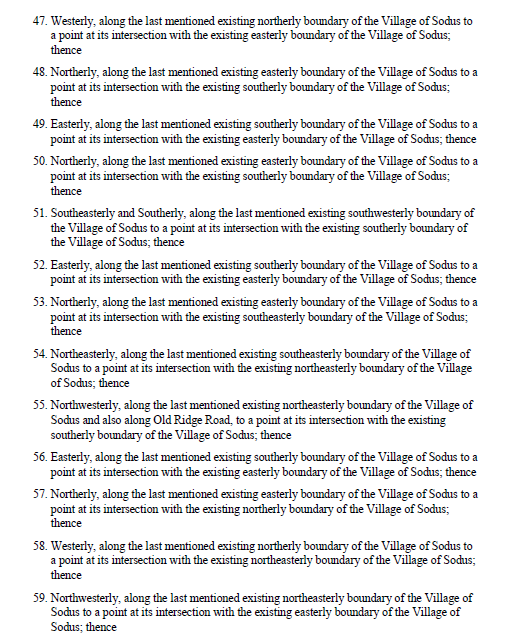 47. Westerly, along the last mentioned existing northerly boundary of the Village of Sodus to
a point at its intersection with the existing easterly boundary of the Village of Sodus;
thence
48. Northerly, along the last mentioned existing easterly boundary of the Village of Sodus to a
point at its intersection with the existing southerly boundary of the Village of Sodus;
thence
49. Easterly, along the last mentioned existing southerly boundary of the Village of Sodus to a
point at its intersection with the existing easterly boundary of the Village of Sodus; thence
50. Northerly, along the last mentioned existing easterly boundary of the Village of Sodus to a
point at its intersection with the existing southerly boundary of the Village of Sodus;
thence
51. Southeasterly and Southerly, along the last mentioned existing southwesterly boundary of
the Village of Sodus to a point at its intersection with the existing southerly boundary of
the Village of Sodus; thence
52. Easterly, along the last mentioned existing southerly boundary of the Village of Sodus to a
point at its intersection with the existing easterly boundary of the Village of Sodus; thence
53. Northerly, along the last mentioned existing easterly boundary of the Village of Sodus to a
point at its intersection with the existing southeasterly boundary of the Village of Sodus;
thence
54. Northeasterly, along the last mentioned existing southeasterly boundary of the Village of
Sodus to a point at its intersection with the existing northeasterly boundary of the Village
of Sodus; thence
55. Northwesterly, along the last mentioned existing northeasterly boundary of the Village of
Sodus and also along Old Ridge Road, to a point at its intersection with the existing
southerly boundary of the Village of Sodus; thence
56. Easterly, along the last mentioned existing southerly boundary of the Village of Sodus to a
point at its intersection with the existing easterly boundary of the Village of Sodus; thence
57. Northerly, along the last mentioned existing easterly boundary of the Village of Sodus to a
point at its intersection with the existing northerly boundary of the Village of Sodus;
thence
58. Westerly, along the last mentioned existing northerly boundary of the Village of Sodus to
a point at its intersection with the existing northeasterly boundary of the Village of Sodus;
thence
59. Northwesterly, along the last mentioned existing northeasterly boundary of the Village of
Sodus to a point at its intersection with the existing easterly boundary of the Village of
Sodus; thence